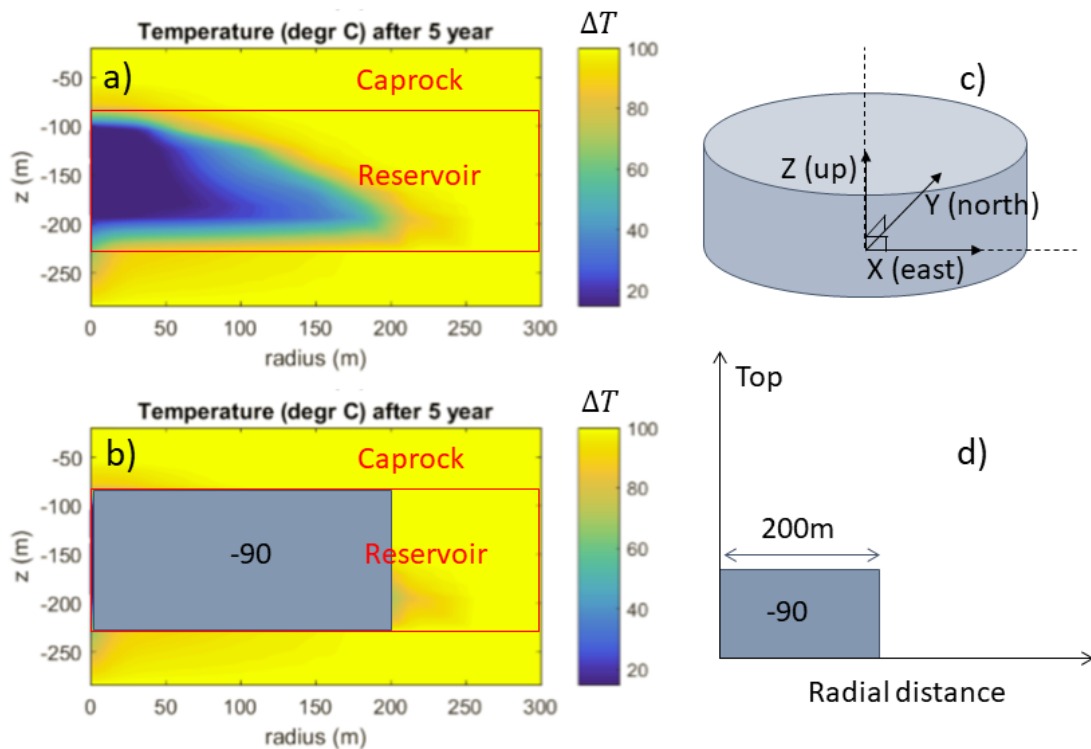 Temperature (degr C) after 5 year
ΔT
a)
Caprock
Reservoir
z (m)
-50
-100
-150
-200
-250
0
50
100
150
200
250
300
radius (m)
100
80
60
40
20
c)
Z (up)
Y (north)
X (east)
Temperature (degr C) after 5 year
ΔT
b)
Caprock
-90
Reservoir
z (m)
-50
-100
-150
-200
-250
0
50
100
150
200
250
300
radius (m)
100
80
60
40
20
Top
d)
200m
-90
Radial distance